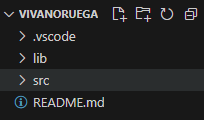 VIVANORUEGA
.vscode
lib
src
README.md